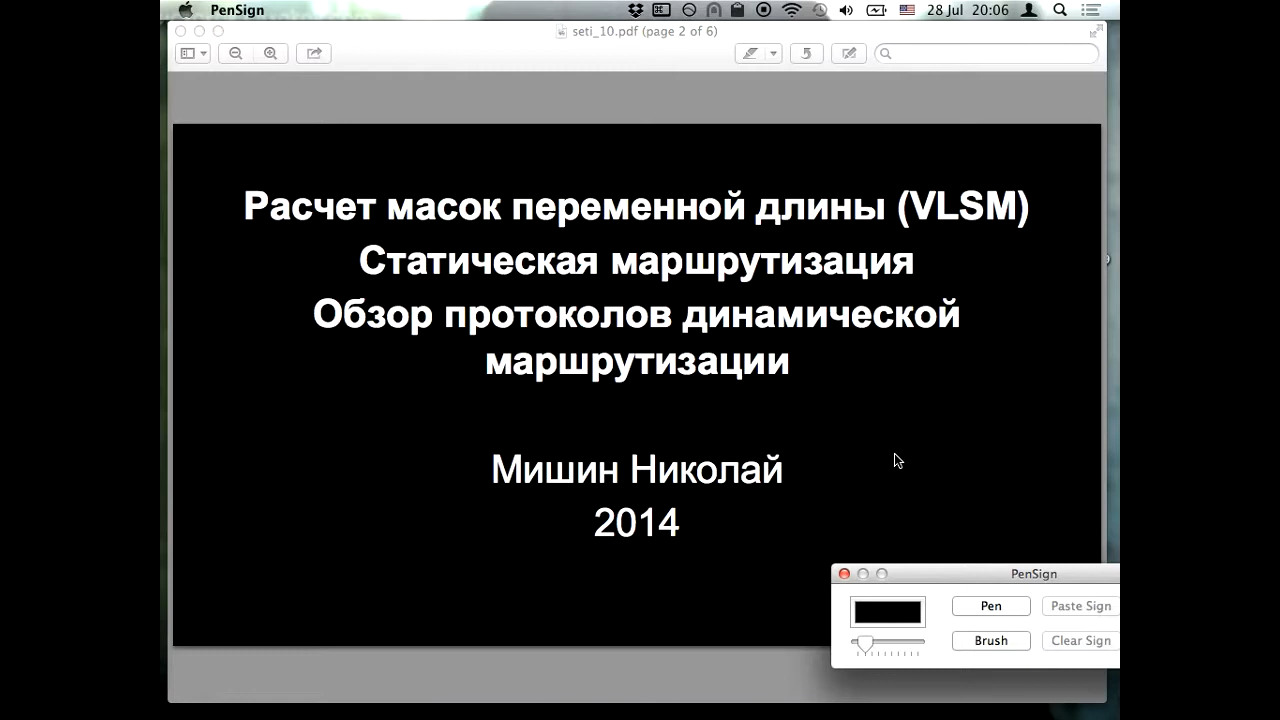 PenSign
28 Jul 20:06
seti_10.pdf (page 2 of 6)
Расчет масок переменной длины (VLSM)
Статическая маршрутизация
Обзор протоколов динамической
маршрутизации
Мишин Николай
2014
PenSign
Pen
Paste Sign
Brush
Clear Sign